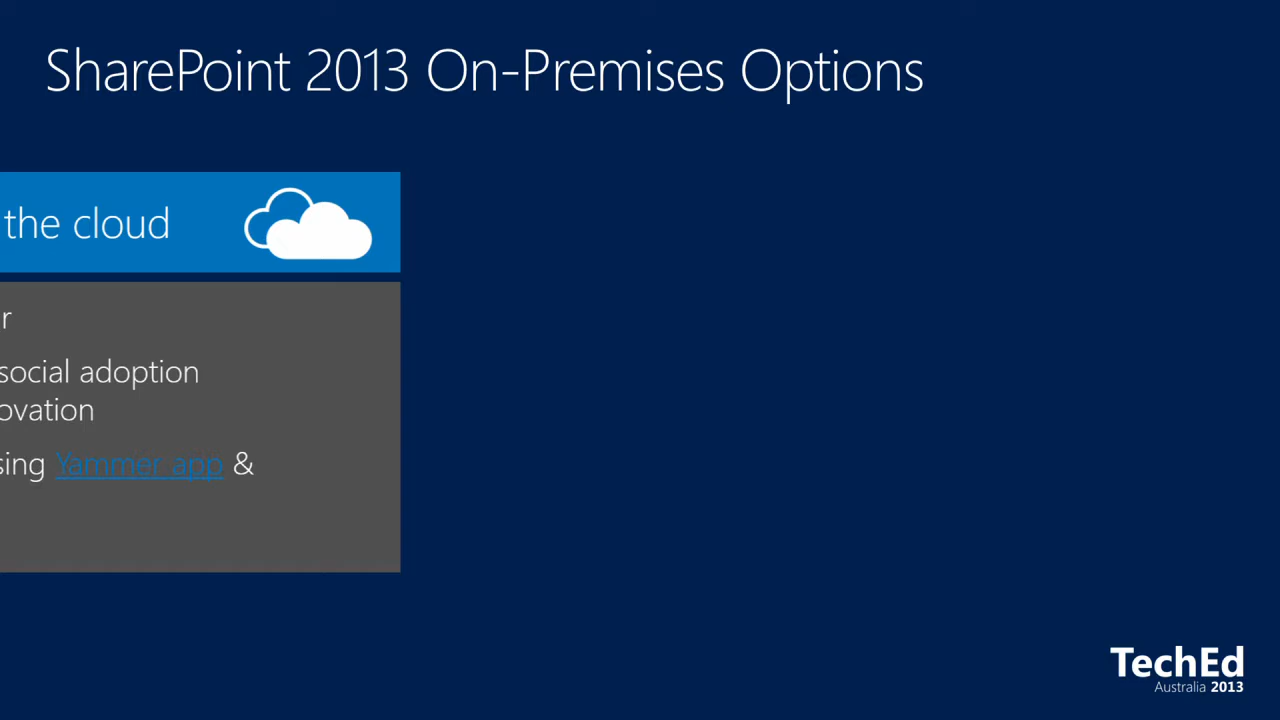 SharePoint 2013 On-Premises Options
the cloud
r
social adoption
ovation
sing Yammer app &
TechEd
Australia 2013